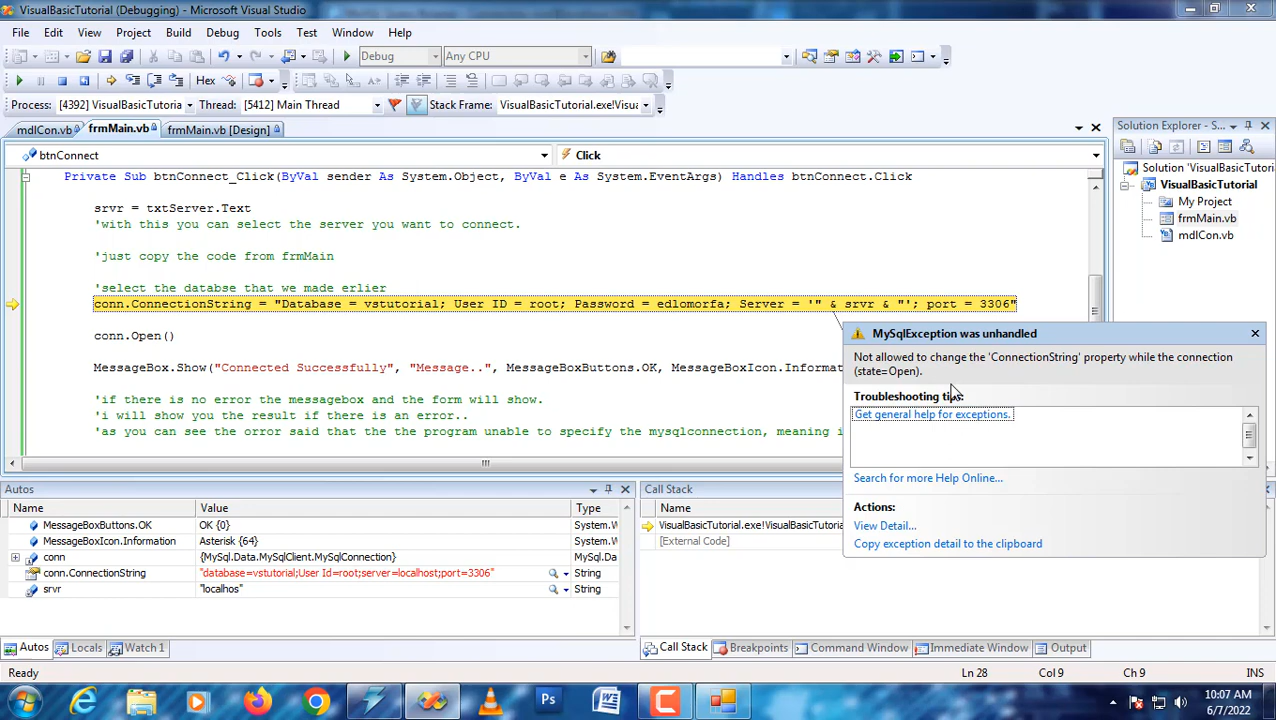 VisualBasicTutorial (Debugging) - Microsoft Visual Studio
File Edit View Project Build Debug Tools Test Window Help
Debug Any CPU
Hex
Process: [4392] VisualBasicTutoria Thread: [5412] Main Thread Stack Frame: VisualBasicTutorial.exe!Visua
mdlCon.vb frmMain.vb frmMain.vb [Design] Solution Explorer - S...
btnConnect Click
Private Sub btnConnect_Click(ByVal sender As System.Object, ByVal e As System.EventArgs) Handles btnConnect.Click
srvr = txtServer.Text
'with this you can select the server you want to connect.
'just copy the code from frmMain
'select the databse that we made erlier
conn.ConnectionString = "Database = vstutorial; User ID = root; Password = edlomorfa; Server = '" & srvr & "'; port = 3306"
conn.Open()
MessageBox.Show("Connected Successfully", "Message..", MessageBoxButtons.OK, MessageBoxIcon.Informat
'if there is no error the messagebox and the form will show.
'i will show you the result if there is an error..
'as you can see the error said that the the program unable to specify the mysqlconnection, meaning i
Solution 'VisualBasicTutori
VisualBasicTutorial
My Project
frmMain.vb
mdlCon.vb
MySqlException was unhandled
Not allowed to change the 'ConnectionString' property while the connection
(state=Open).
Troubleshooting tips:
Get general help for exceptions.
Search for more Help Online...
Actions:
View Detail...
Copy exception detail to the clipboard
Autos
Name Value Type
MessageBoxButtons.OK OK {0} System.W
MessageBoxIcon.Information Asterisk {64} System.W
conn {MySql.Data.MySqlClient.MySqlConnection} MySql.Da
conn.ConnectionString "database=vstutorial;User Id=root;server=localhost;port=3306" String
srvr "localhos" String
Call Stack
Name
VisualBasicTutorial.exe!VisualBasicTutoria
[External Code]
Autos Locals Watch 1
Call Stack Breakpoints Command Window Immediate Window Output
Ready Ln 28 Col 9 Ch 9 INS
Ps 10:07 AM
6/7/2022